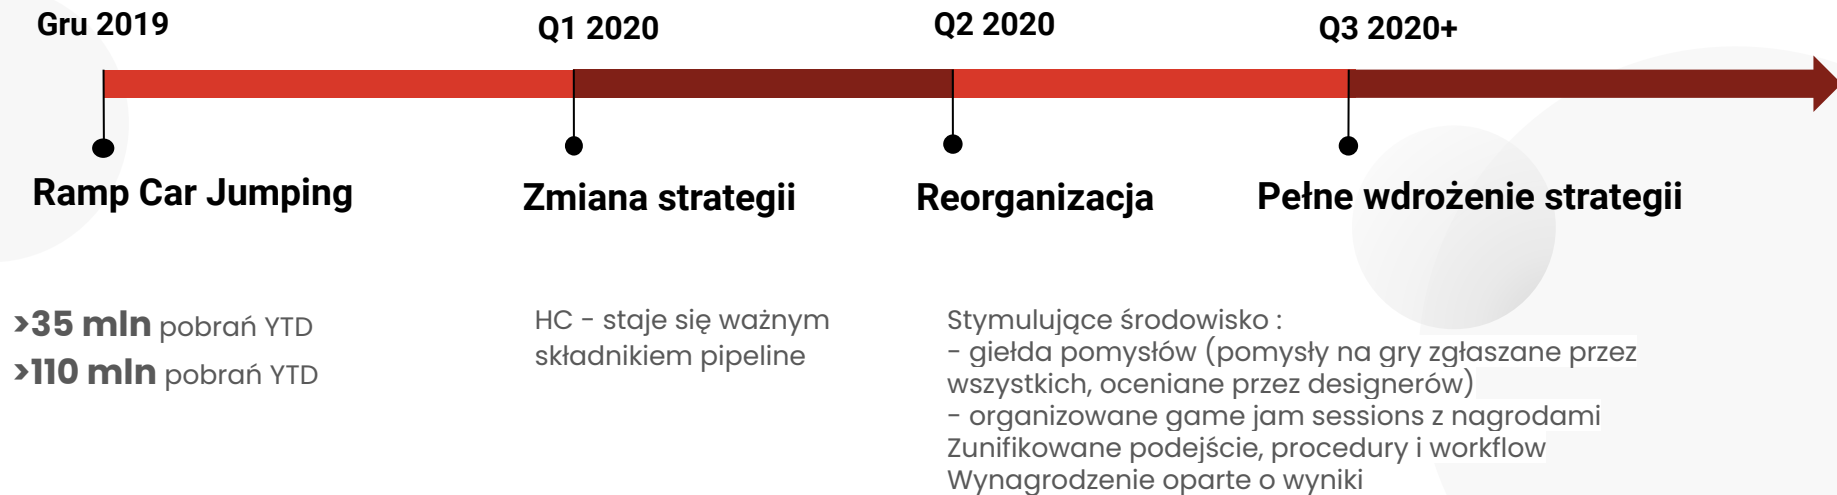 Gru 2019
Q1 2020
Q2 2020
Q3 2020+
Ramp Car Jumping
Zmiana strategii
Reorganizacja
Pełne wdrożenie strategii
>35 mln pobrań YTD
>110 mln pobrań YTD
HC - staje się ważnym
składnikiem pipeline
Stymulujące środowisko :
- giełda pomysłów (pomysły na gry zgłaszane przez
wszystkich, oceniane przez designerów)
- organizowane game jam sessions z nagrodami
Zunifikowane podejście, procedury i workflow
Wynagrodzenie oparte o wyniki